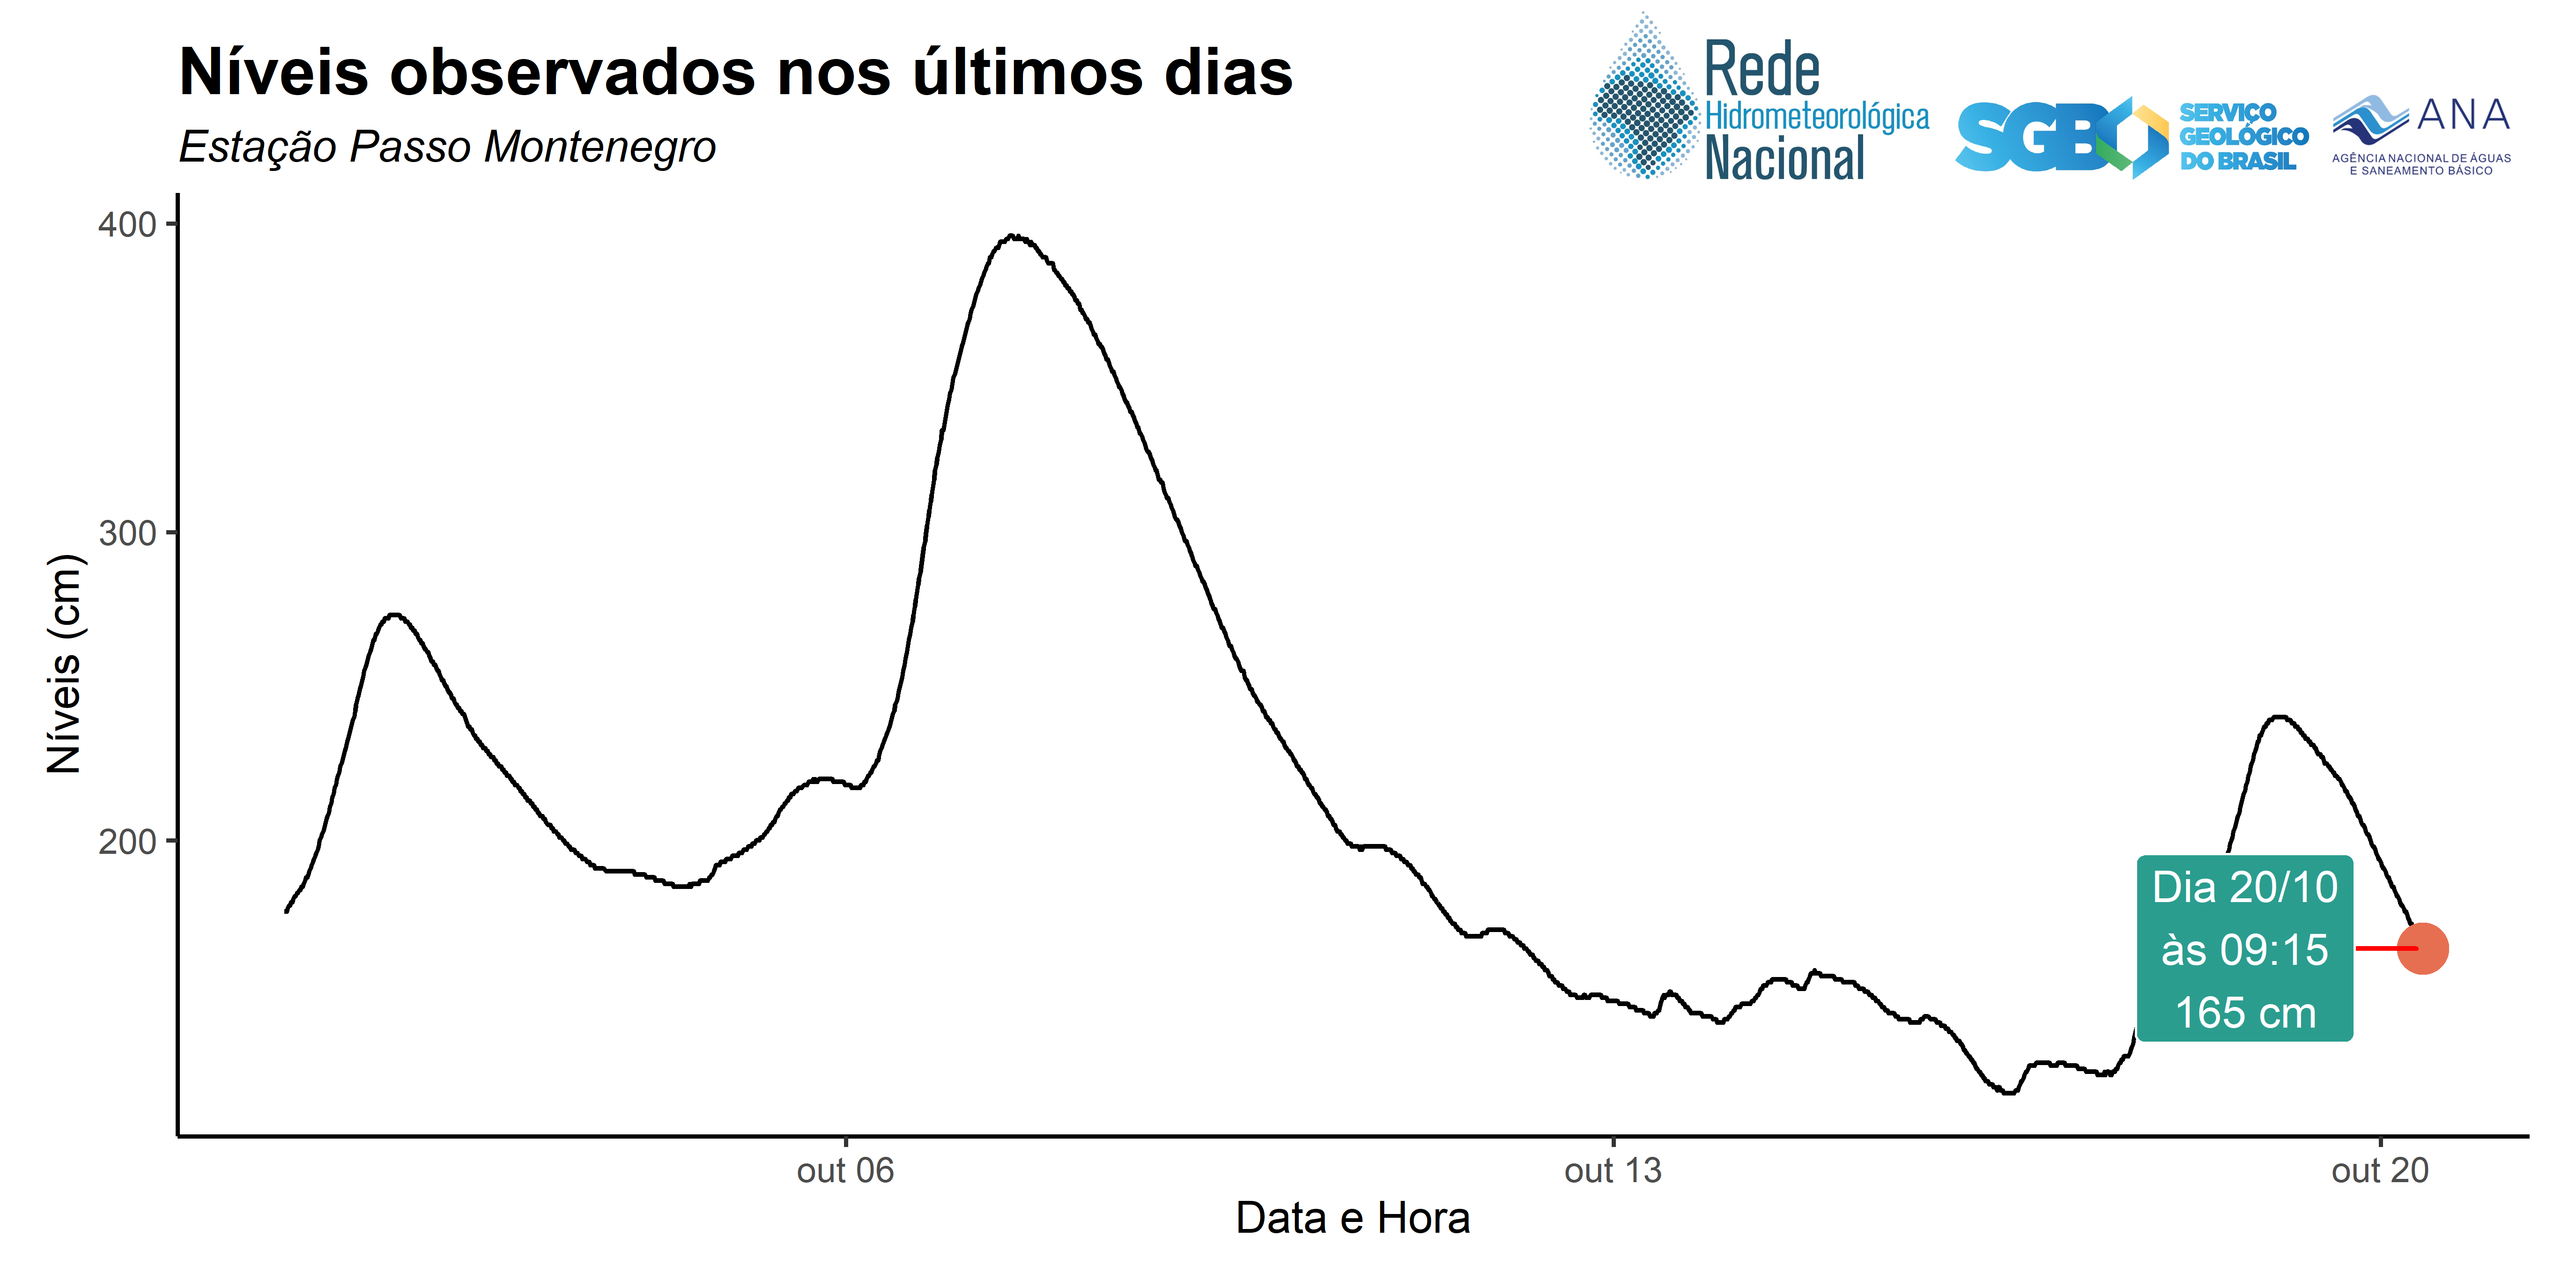 Níveis observados nos últimos dias
Estação Passo Montenegro
Rede
Hidrometeorológica
Nacional
SGB
SERVIÇO
GEOLÓGICO
DO BRASIL
ANA
AGÊNCIA NACIONAL DE ÁGUAS
E SANEAMENTO BÁSICO
400
300
200
Níveis (cm)
Dia 20/10
às 09:15
165 cm
out 06
out 13
out 20
Data e Hora